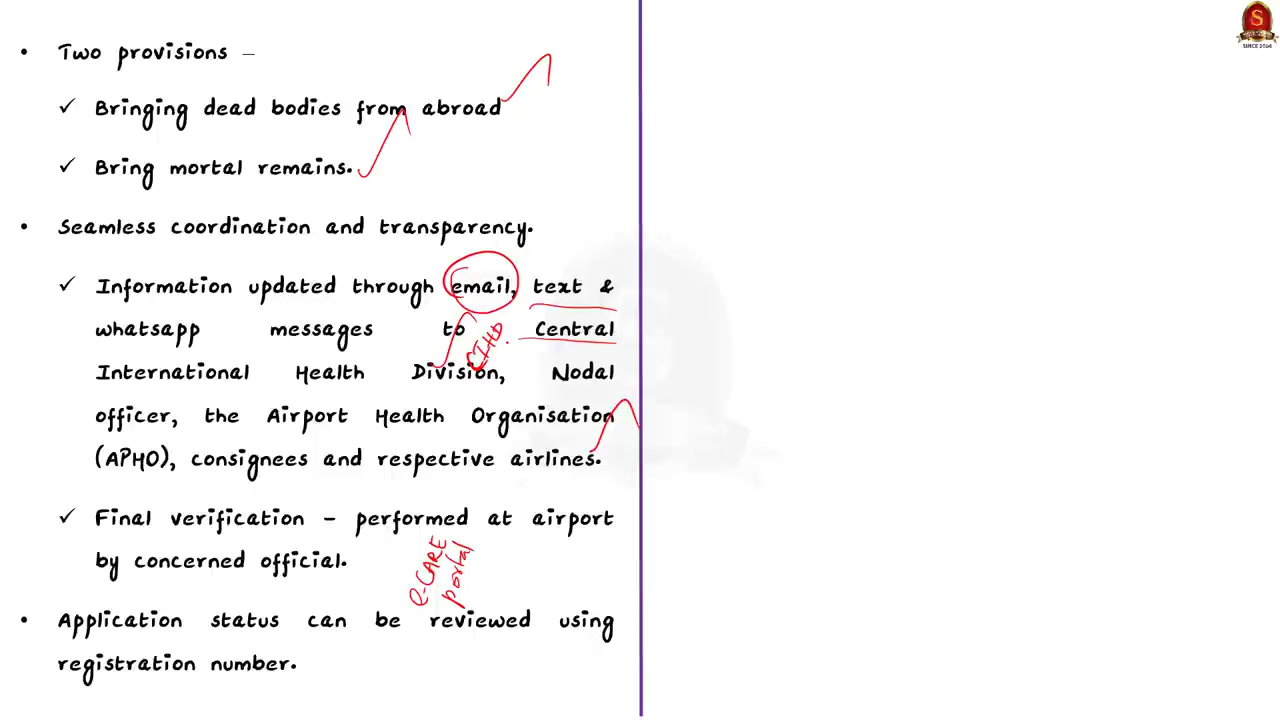 • Two provisions –
✓ Bringing dead bodies from abroad
✓ Bring mortal remains.
• Seamless coordination and transparency.
✓ Information updated through email, text &
whatsapp messages to Central
CIHD
International Health Division, Nodal
officer, the Airport Health Organisation
(APHO), consignees and respective airlines.
✓ Final verification – performed at airport
by concerned official.
e-CARE
portal
• Application status can be reviewed using
registration number.
S
SINCE 2004